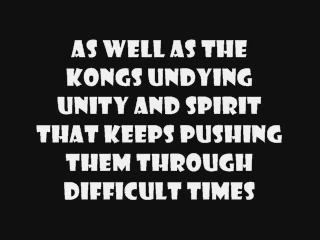 AS WELL AS THE
KONGS UNDYING
UNITY AND SPIRIT
THAT KEEPS PUSHING
THEM THROUGH
DIFFICULT TIMES